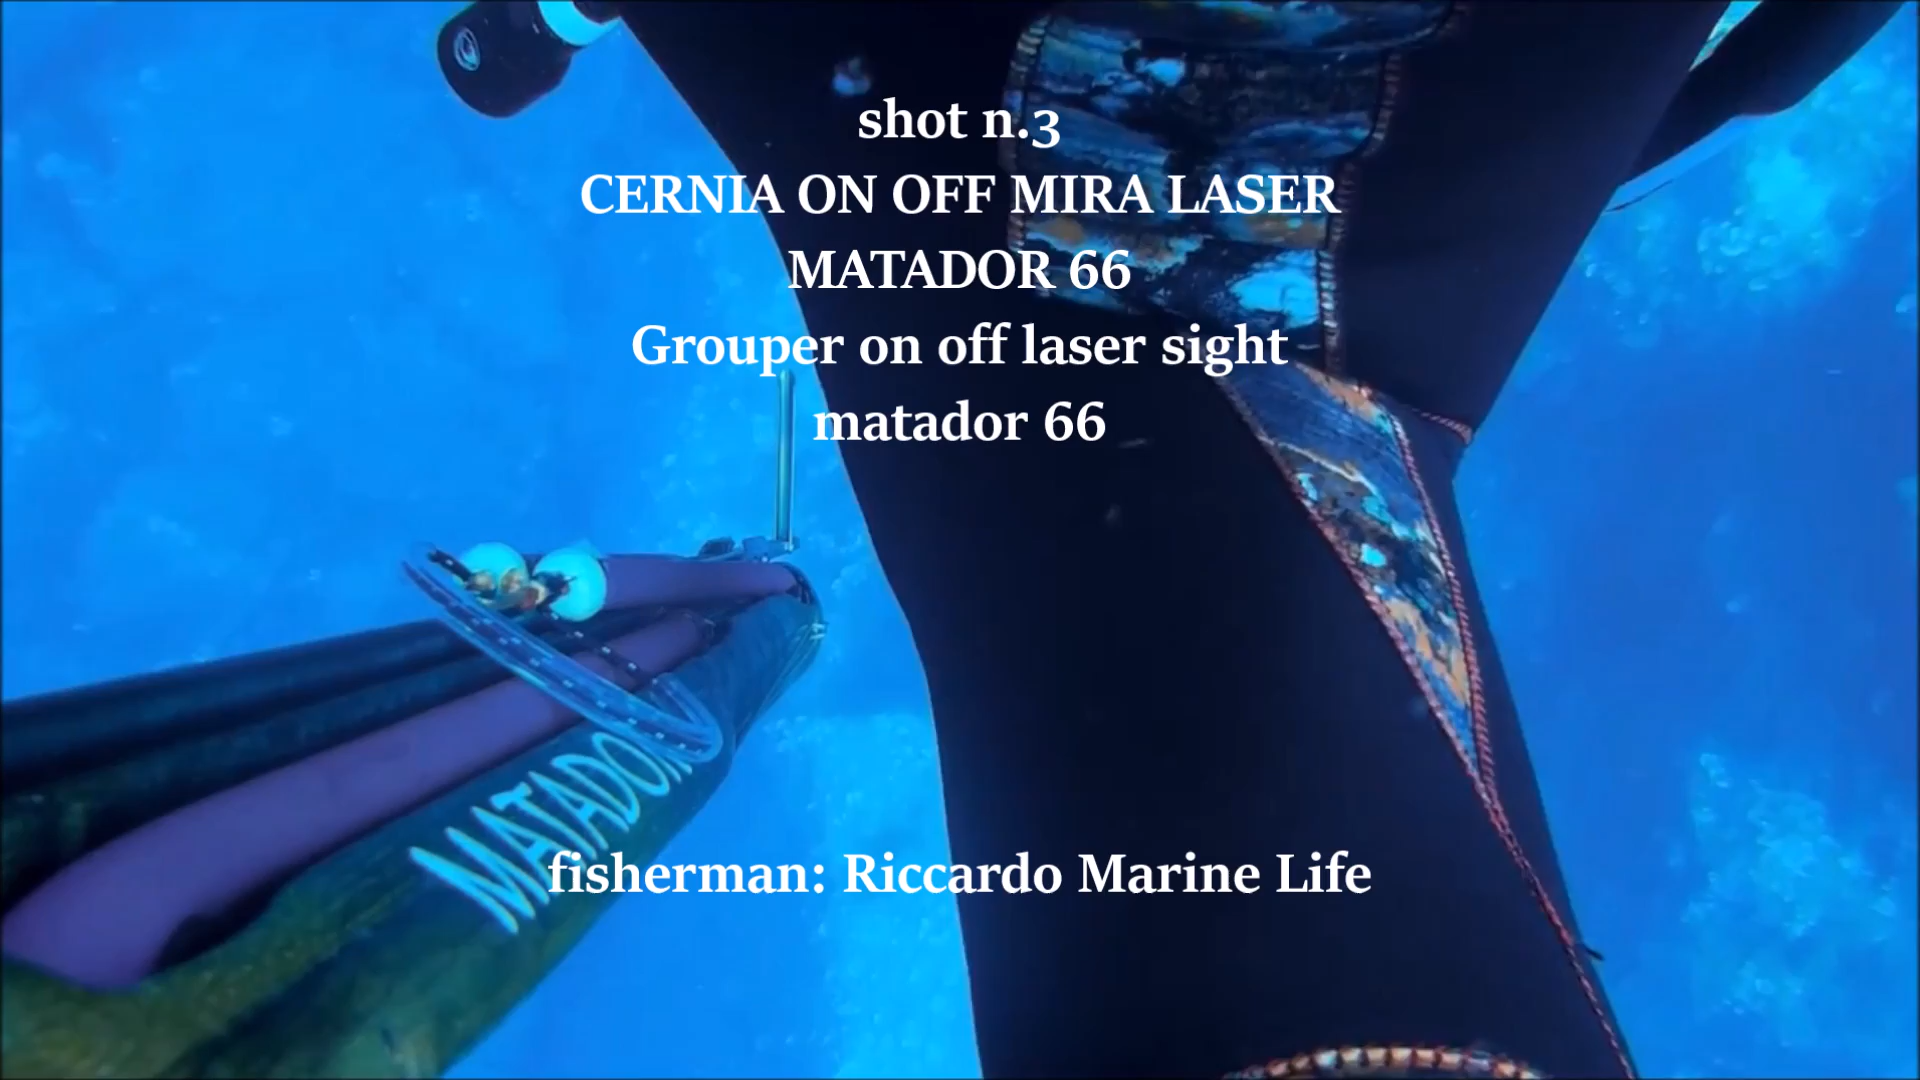 shot n.3
CERNIA ON OFF MIRA LASER
MATADOR 66
Grouper on off laser sight
matador 66
MATADOR
fisherman: Riccardo Marine Life